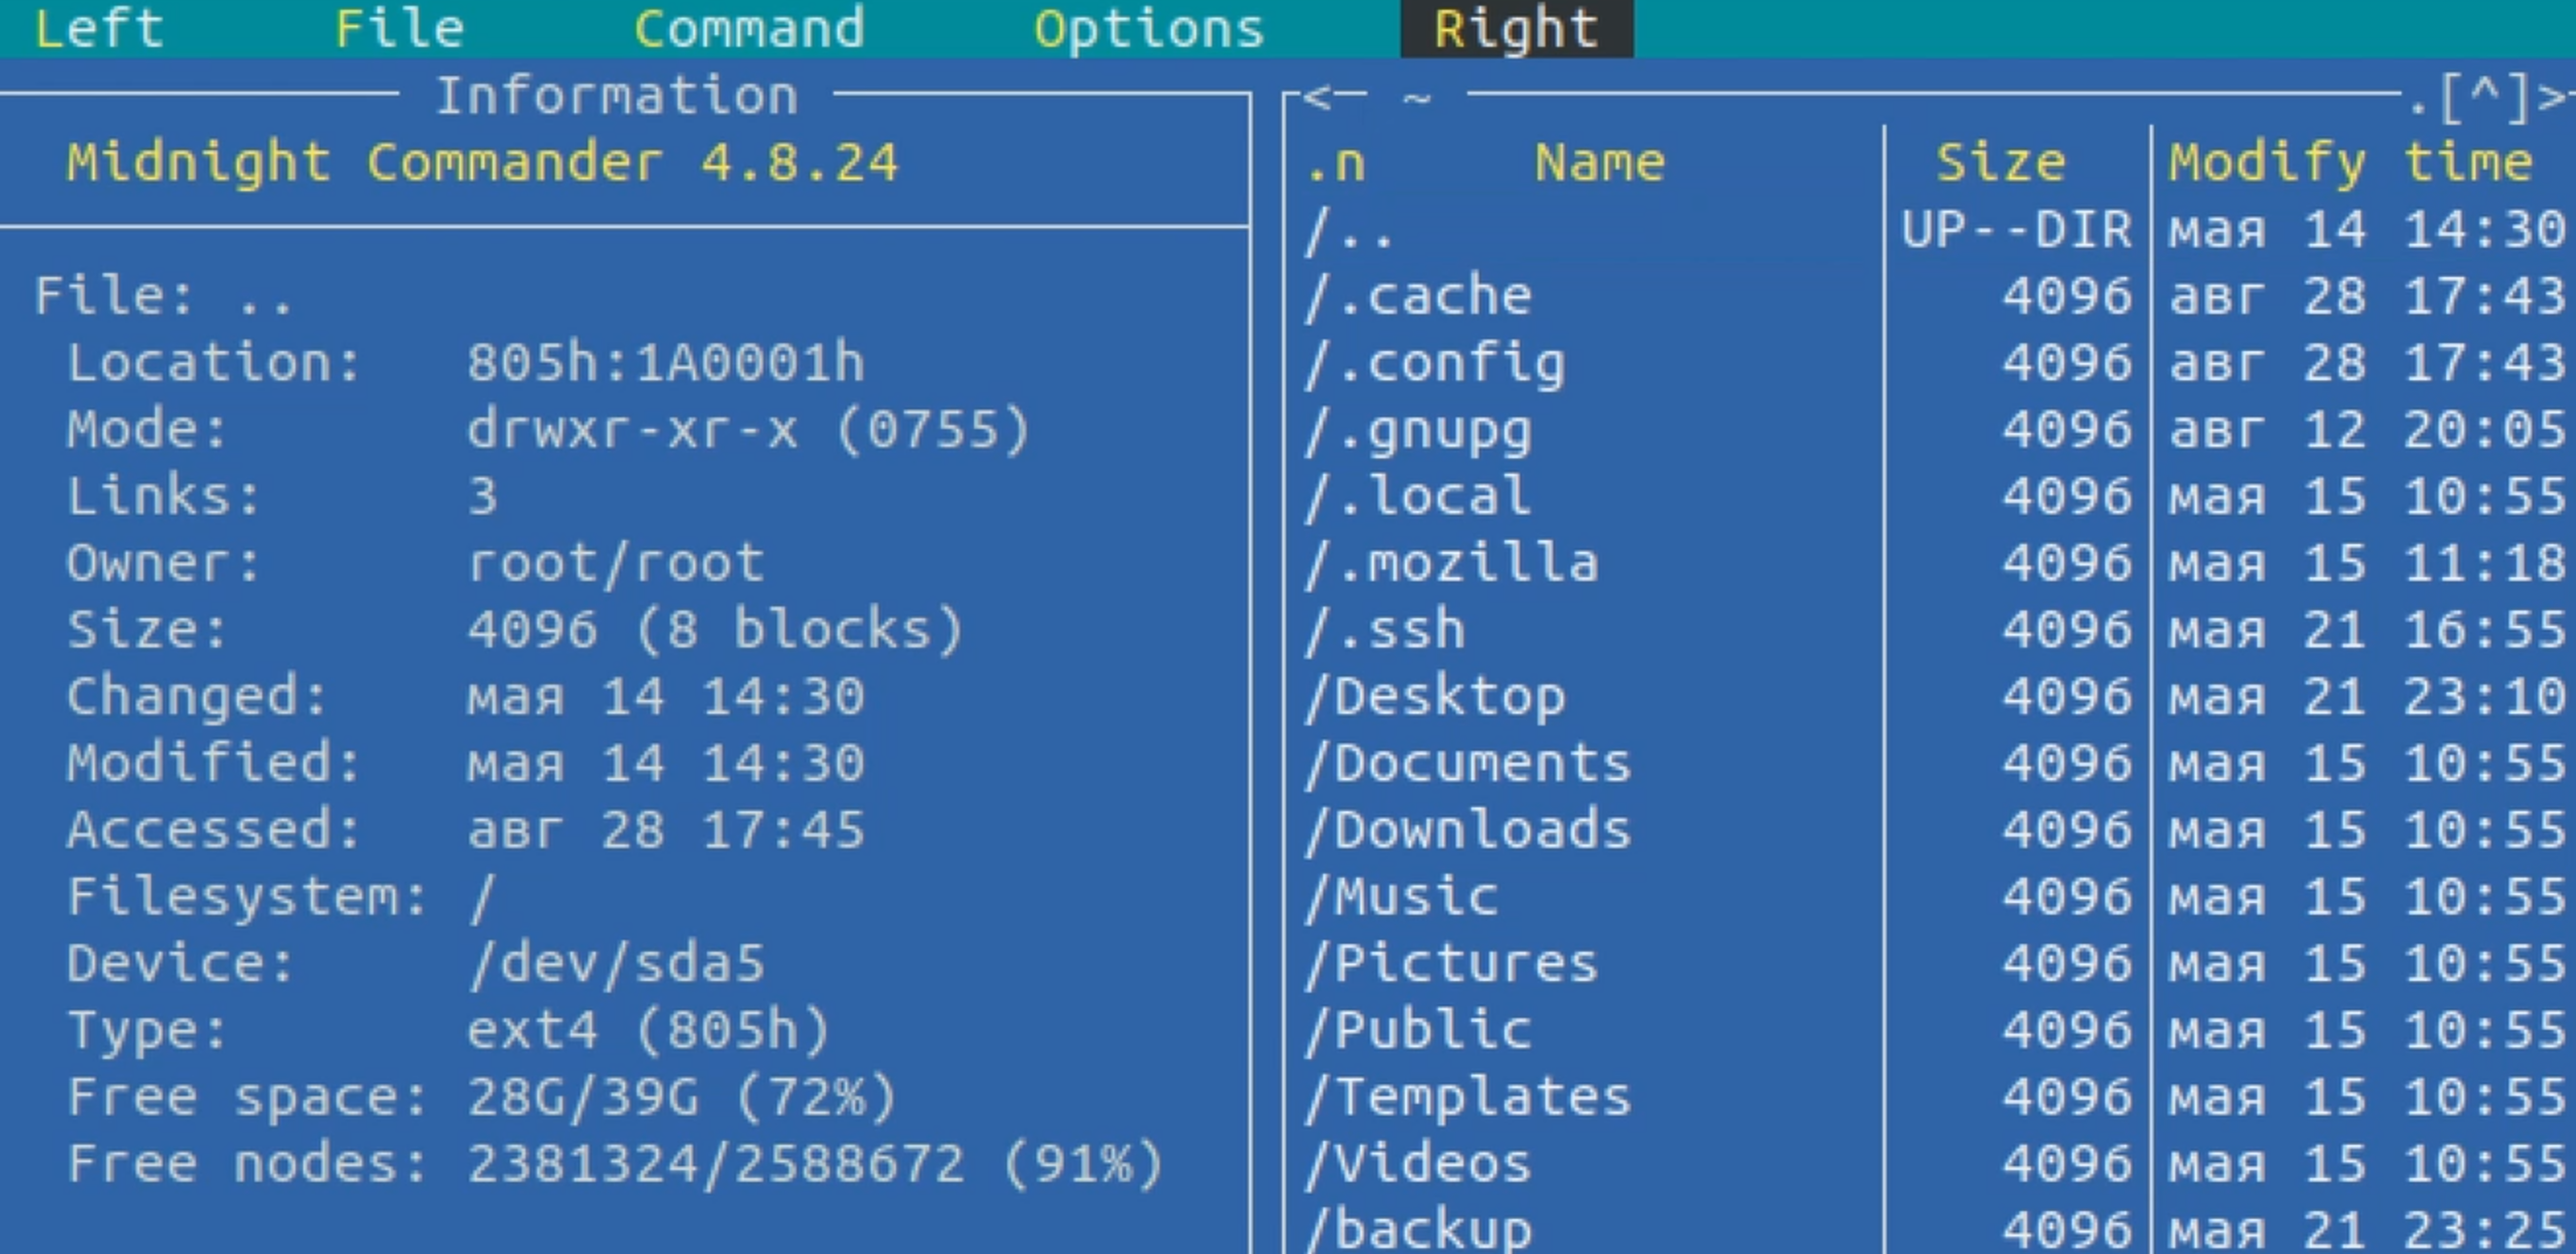 Left File Command Options Right
Information
Midnight Commander 4.8.24
File: ..
Location: 805h:1A0001h
Mode: drwxr-xr-x (0755)
Links: 3
Owner: root/root
Size: 4096 (8 blocks)
Changed: мая 14 14:30
Modified: мая 14 14:30
Accessed: авг 28 17:45
Filesystem: /
Device: /dev/sda5
Type: ext4 (805h)
Free space: 28G/39G (72%)
Free nodes: 2381324/2588672 (91%)
<─ ~ .[^]>
.n Name Size Modify time
/.. UP--DIR мая 14 14:30
/.cache 4096 авг 28 17:43
/.config 4096 авг 28 17:43
/.gnupg 4096 авг 12 20:05
/.local 4096 мая 15 10:55
/.mozilla 4096 мая 15 11:18
/.ssh 4096 мая 21 16:55
/Desktop 4096 мая 21 23:10
/Documents 4096 мая 15 10:55
/Downloads 4096 мая 15 10:55
/Music 4096 мая 15 10:55
/Pictures 4096 мая 15 10:55
/Public 4096 мая 15 10:55
/Templates 4096 мая 15 10:55
/Videos 4096 мая 15 10:55
/backup 4096 мая 21 23:25